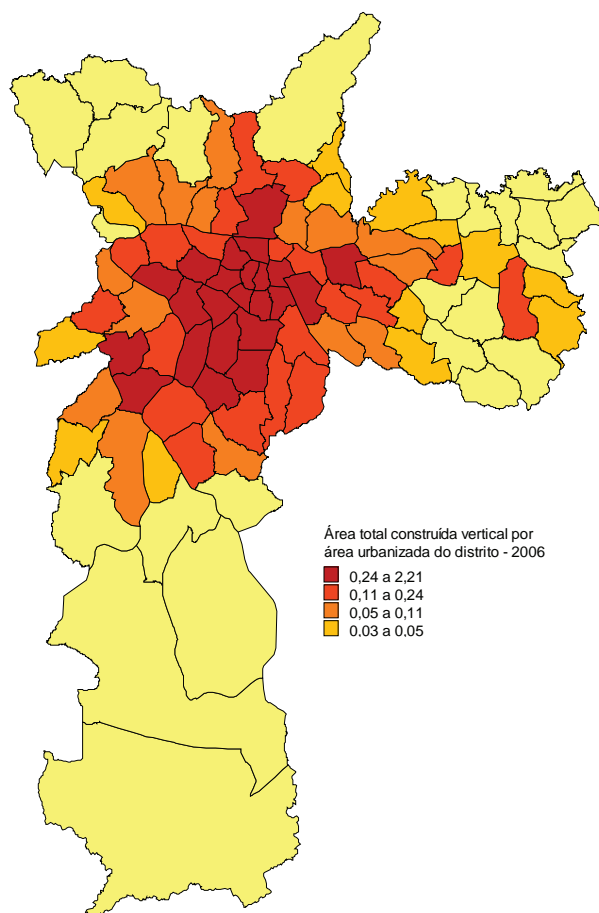 Área total construída vertical por
área urbanizada do distrito - 2006
0,24 a 2,21
0,11 a 0,24
0,05 a 0,11
0,03 a 0,05